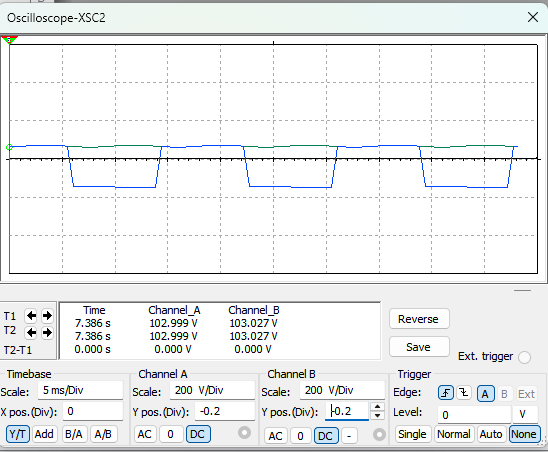 Oscilloscope-XSC2
T1
T2
T2-T1
Time Channel_A Channel_B
7.386 s 102.999 V 103.027 V
7.386 s 102.999 V 103.027 V
0.000 s 0.000 V 0.000 V
Reverse
Save
Ext. trigger
Timebase
Scale: 5 ms/Div
X pos.(Div): 0
Y/T Add B/A A/B
Channel A
Scale: 200 V/Div
Y pos.(Div): -0.2
AC 0 DC
Channel B
Scale: 200 V/Div
Y pos.(Div): -0.2
AC 0 DC -
Trigger
Edge: A B Ext
Level: 0 V
Single Normal Auto None